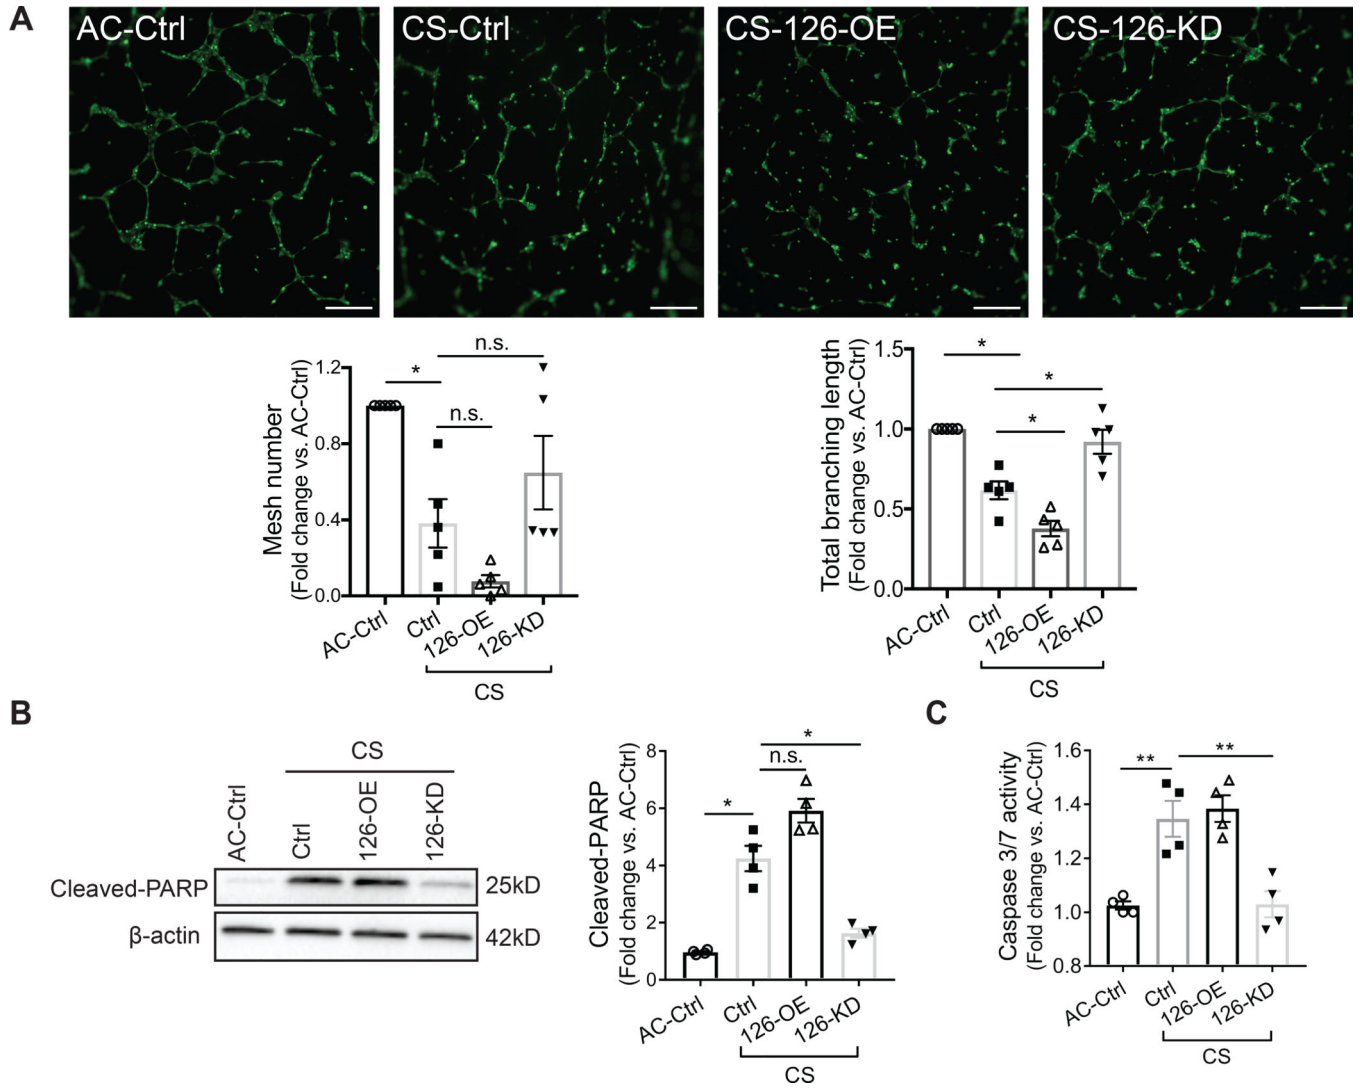 A
AC-Ctrl
CS-Ctrl
CS-126-OE
CS-126-KD
Mesh number
(Fold change vs. AC-Ctrl)
1.2
0.8
0.4
0.0
*
n.s.
n.s.
AC-Ctrl
Ctrl
126-OE
126-KD
CS
Total branching length
(Fold change vs. AC-Ctrl)
1.5
1.0
0.5
0.0
*
*
*
AC-Ctrl
Ctrl
126-OE
126-KD
CS
B
CS
AC-Ctrl
Ctrl
126-OE
126-KD
Cleaved-PARP
25kD
β-actin
42kD
Cleaved-PARP
(Fold change vs. AC-Ctrl)
8
6
4
2
0
*
n.s.
*
AC-Ctrl
Ctrl
126-OE
126-KD
CS
C
Caspase 3/7 activity
(Fold change vs. AC-Ctrl)
1.6
1.4
1.2
1.0
0.8
**
**
AC-Ctrl
Ctrl
126-OE
126-KD
CS